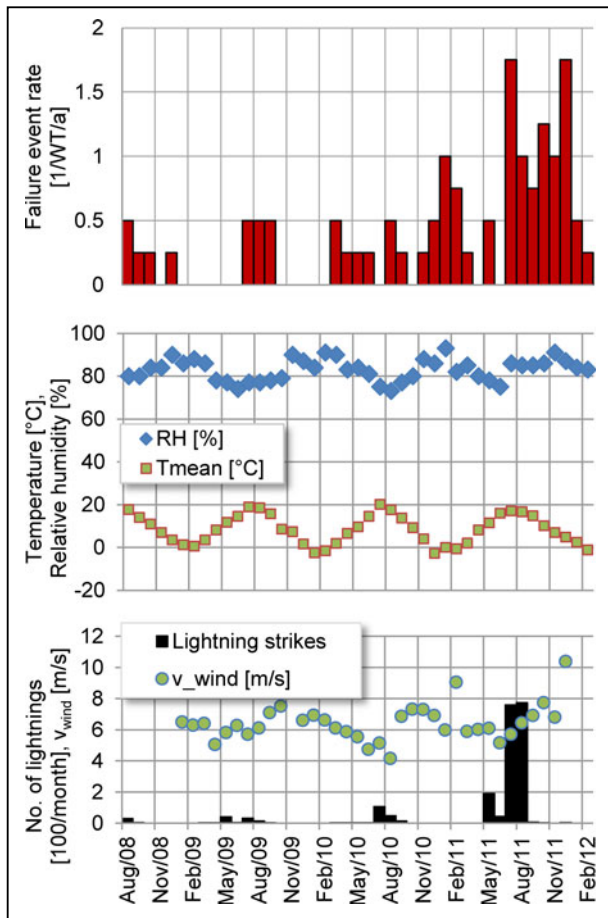 Failure event rate
[1/WT/a]
2
1.5
1
0.5
0
Temperature [°C],
Relative humidity [%]
100
80
60
40
20
0
-20
RH [%]
Tmean [°C]
No. of lightnings
[100/month], v_wind [m/s]
12
10
8
6
4
2
0
Lightning strikes
v_wind [m/s]
Aug/08
Nov/08
Feb/09
May/09
Aug/09
Nov/09
Feb/10
May/10
Aug/10
Nov/10
Feb/11
May/11
Aug/11
Nov/11
Feb/12